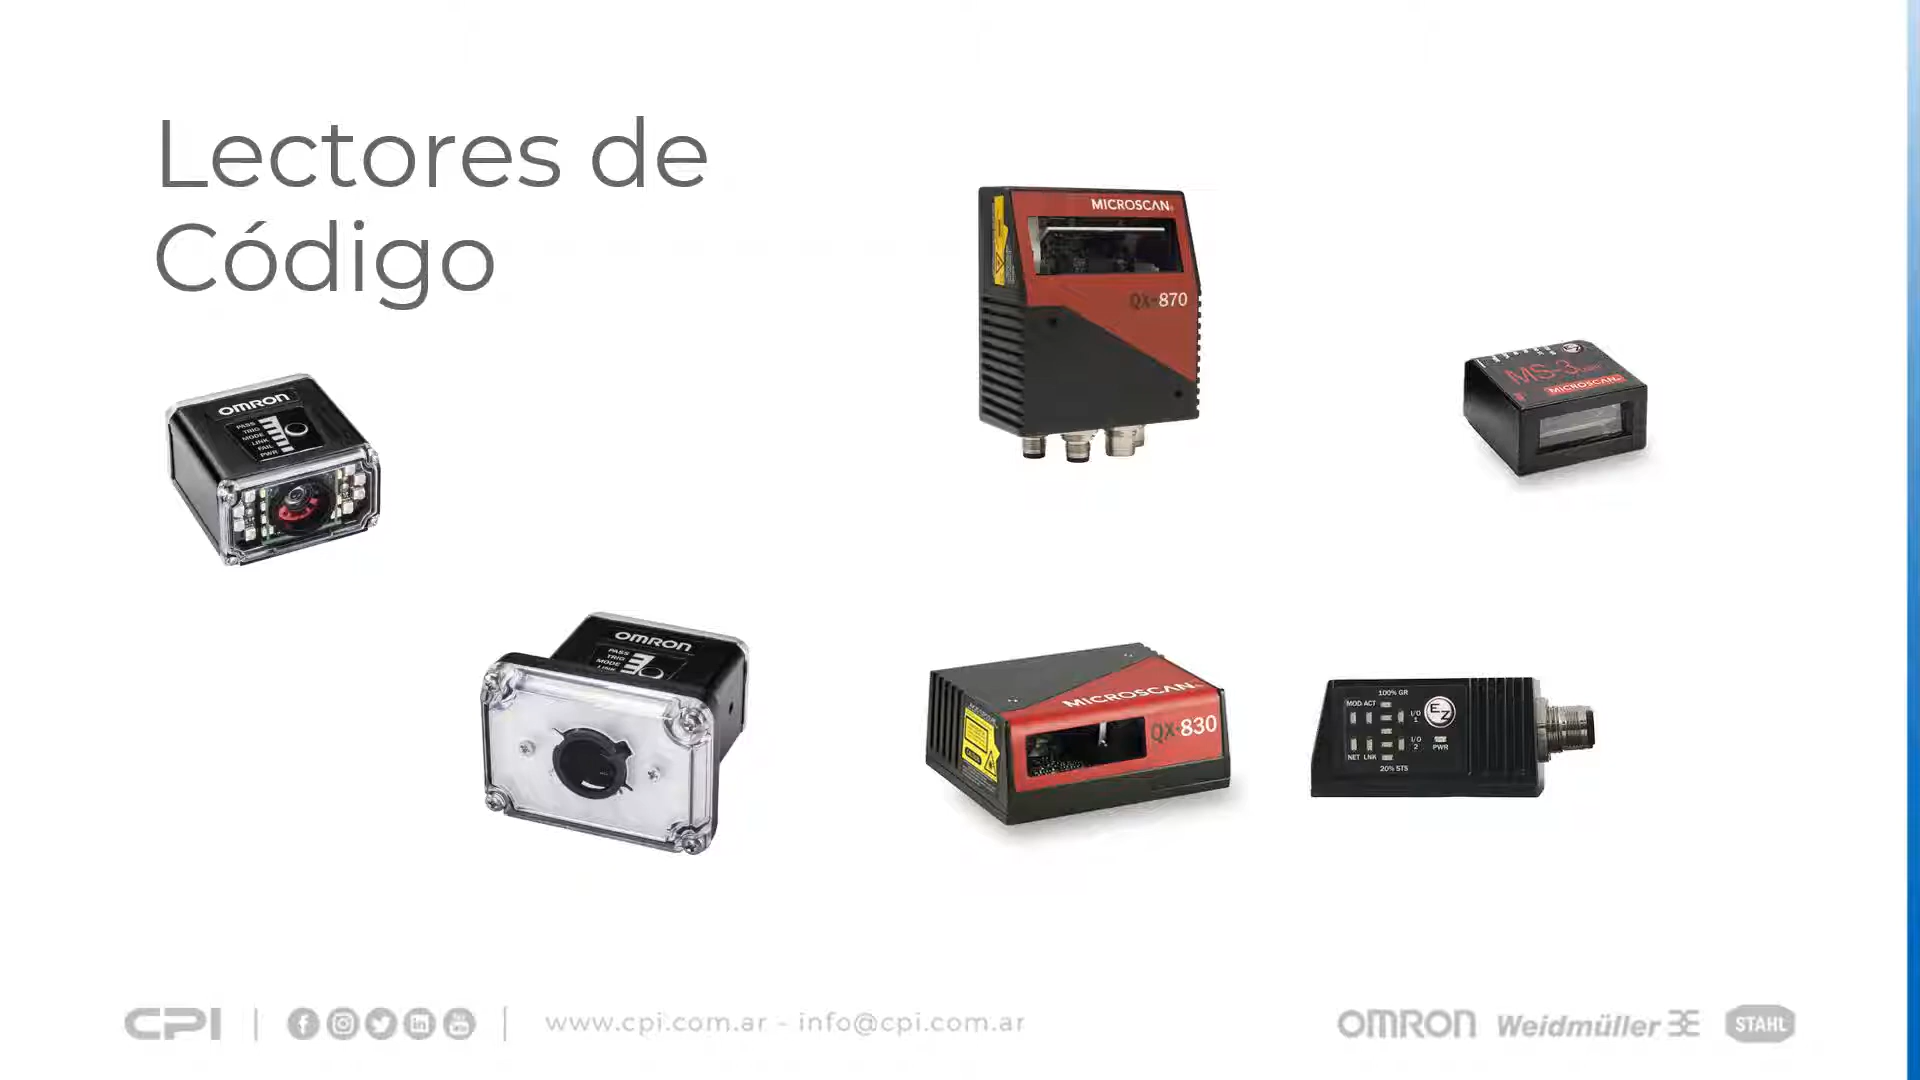 Lectores de
Código
MICROSCAN
QX-870
MS-3
MICROSCAN
OMRON
PASS
TRIG
MODE
LINK
FAIL
PWR
OMRON
PASS
TRIG
MODE
LINK
MICROSCAN
QX-830
100% GR
MOD ACT
EZ
I/O
1
I/O
2
PWR
NET LNK
20% STS
CPI
www.cpi.com.ar - info@cpi.com.ar
OMRON
Weidmüller
STAHL